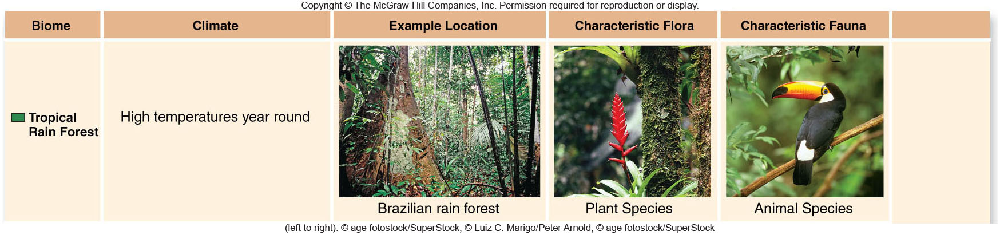 Copyright © The McGraw-Hill Companies, Inc. Permission required for reproduction or display.
Biome
Climate
Example Location
Characteristic Flora
Characteristic Fauna
Tropical
Rain Forest
High temperatures year round
Brazilian rain forest
Plant Species
Animal Species
(left to right): © age fotostock/SuperStock; © Luiz C. Marigo/Peter Arnold; © age fotostock/SuperStock